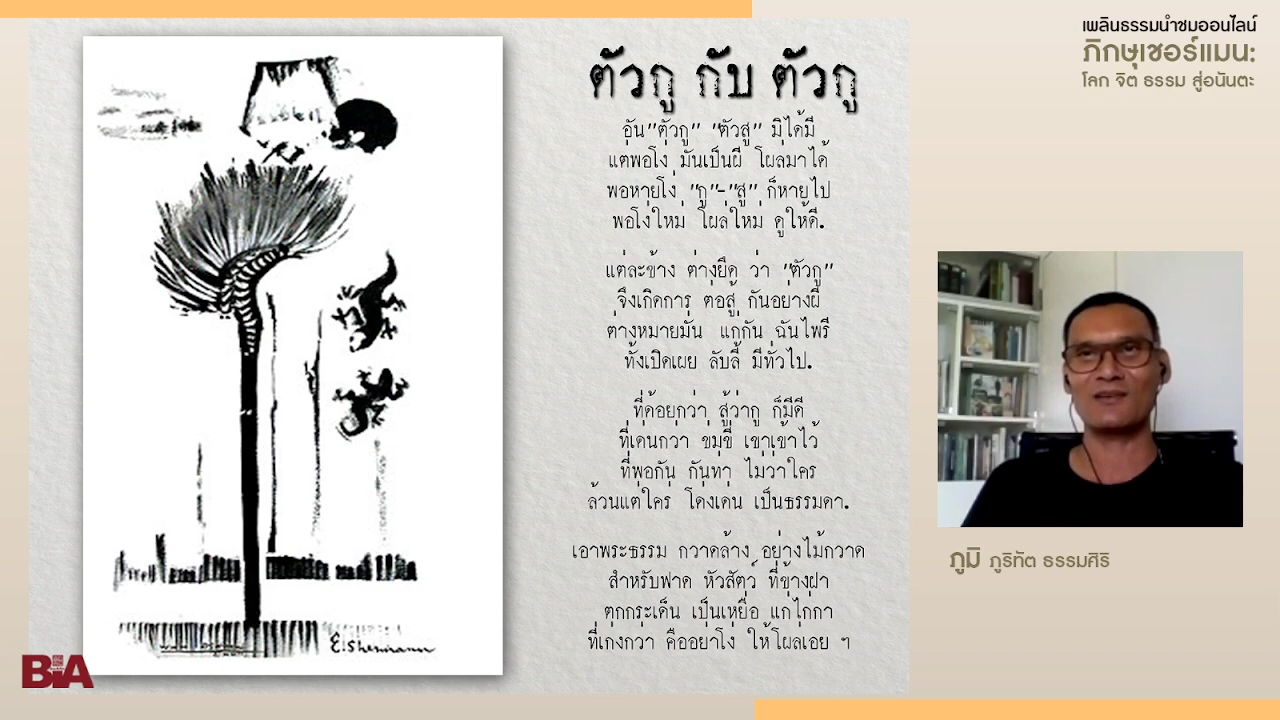 เพลินธรรมนำชมออนไลน์
ภิกษุเชอร์แมน:
โลก จิต ธรรม สู่อนันตะ
ตัวกู กับ ตัวกู
อัน"ตัวกู" "ตัวสู" มิได้มี
แต่พอโง่ มันเป็นผี โผล่มาได้
พอหายโง่ "กู"-"สู" ก็หายไป
พอโง่ใหม่ โผล่ใหม่ ดูให้ดี.
แต่ละข้าง ต่างยึด ว่า "ตัวกู"
จึงเกิดการ ต่อสู้ กันอย่างผี
ต่างหมายมั่น แก่กัน ฉันไพรี
ทั้งเปิดเผย ลับลี้ มีทั่วไป.
ที่ด้อยกว่า สู้ว่ากู ก็มีดี
ที่เด่นกว่า ข่มขี่ เขาเข้าไว้
ที่พอกัน กันท่า ไม่ว่าใคร
ล้วนแต่ใคร่ โด่งเด่น เป็นธรรมดา.
เอาพระธรรม กวาดล้าง อย่างไม้กวาด
สำหรับฟาด หัวสัตว์ ที่ข้างฝา
ตกกระเด็น เป็นเหยื่อ แก่ไก่กา
ที่เก่งกว่า คืออย่าโง่ ให้โผล่เอย ฯ
E. Shermann
ภูมิ ภูริทัต ธรรมศิริ
BIA